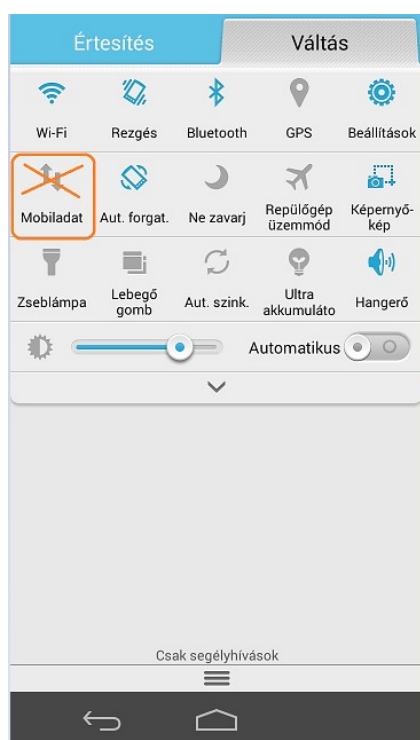 Értesítés Váltás
Wi-Fi Rezgés Bluetooth GPS Beállítások
Mobiladat Aut. forgat. Ne zavarj Repülőgép üzemmód Képernyő-kép
Zseblámpa Lebegő gomb Aut. szink. Ultra akkumuláto Hangerő
Automatikus
Csak segélyhívások